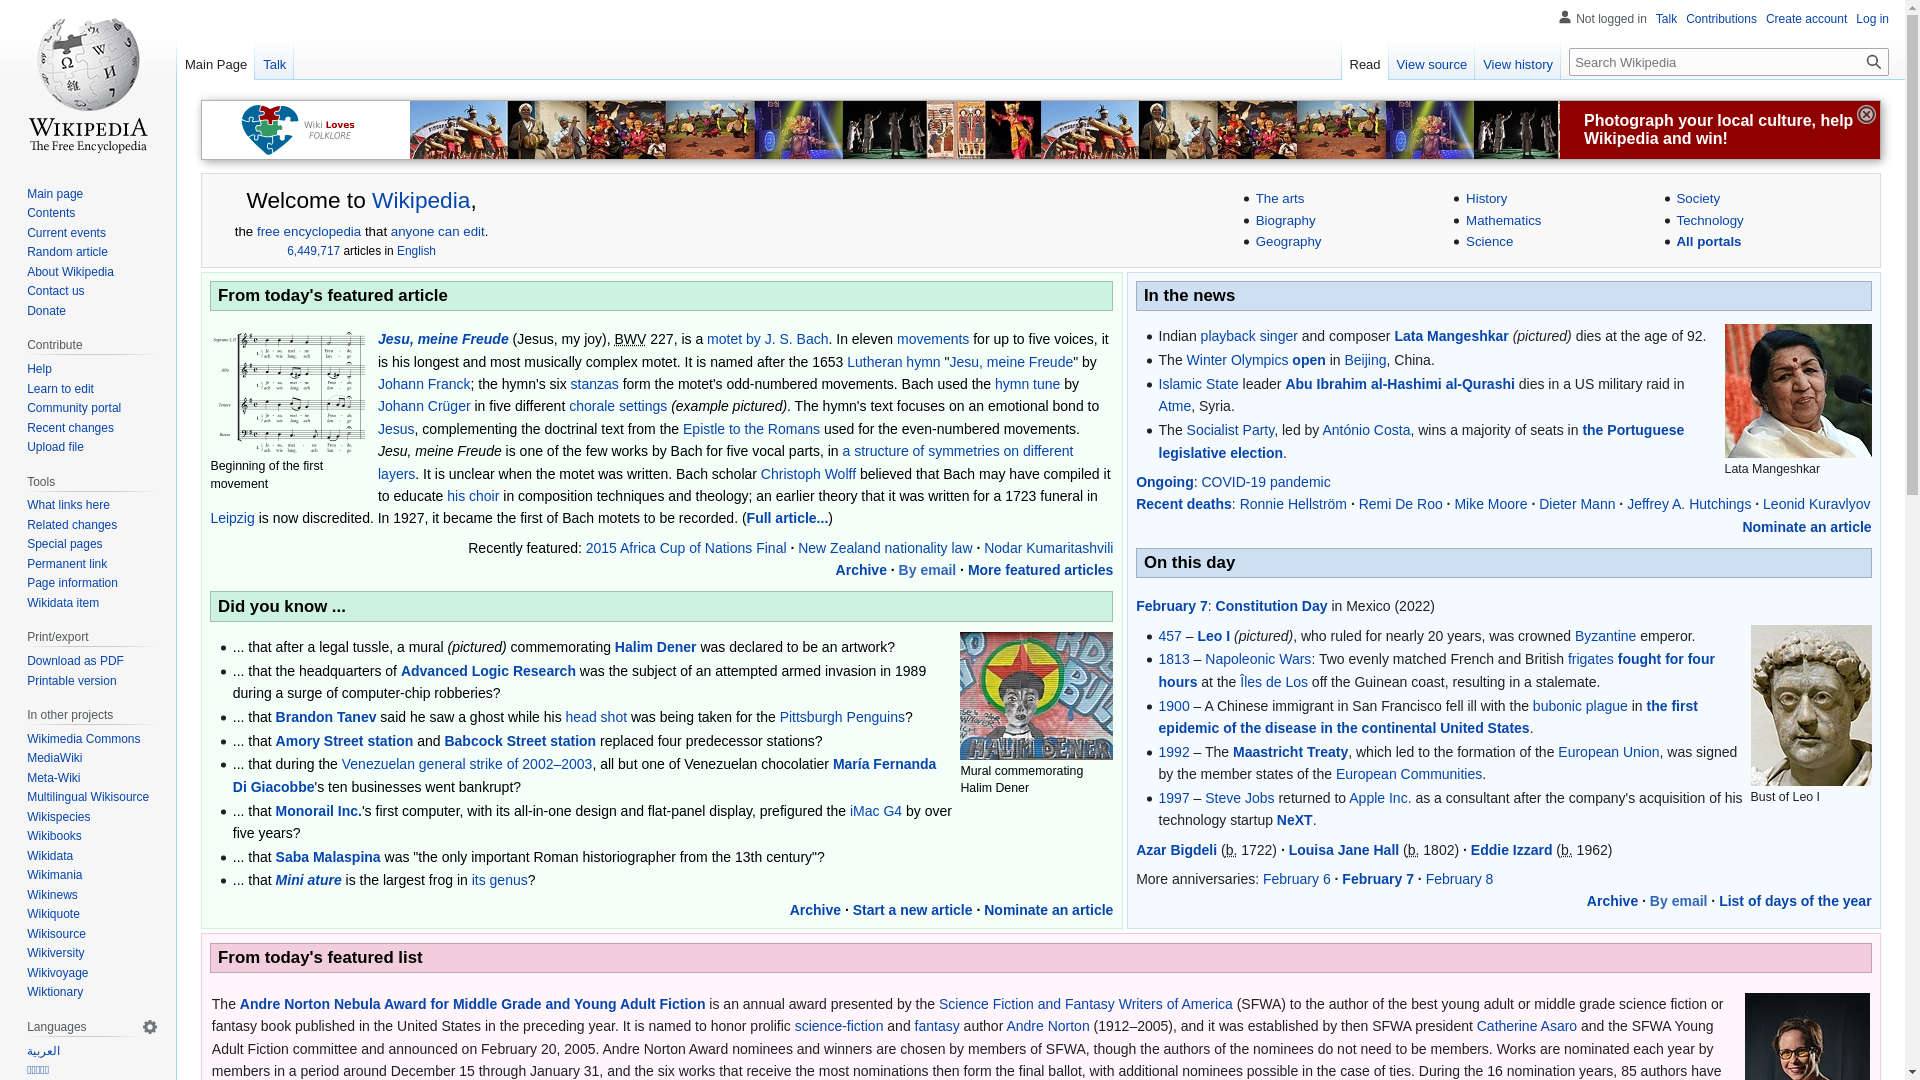 Not logged in Talk Contributions Create account Log in
Main Page Talk Read View source View history Search Wikipedia
WIKIPEDIA
The Free Encyclopedia
Main page
Contents
Current events
Random article
About Wikipedia
Contact us
Donate
Contribute
Help
Learn to edit
Community portal
Recent changes
Upload file
Tools
What links here
Related changes
Special pages
Permanent link
Page information
Wikidata item
Print/export
Download as PDF
Printable version
In other projects
Wikimedia Commons
MediaWiki
Meta-Wiki
Multilingual Wikisource
Wikispecies
Wikibooks
Wikidata
Wikimania
Wikinews
Wikiquote
Wikisource
Wikiversity
Wikivoyage
Wiktionary
Languages
العربية
Wiki Loves
FOLKLORE
Photograph your local culture, help
Wikipedia and win!
Welcome to Wikipedia,
the free encyclopedia that anyone can edit.
6,449,717 articles in English
The arts
Biography
Geography
History
Mathematics
Science
Society
Technology
All portals
From today's featured article
Beginning of the first
movement
Jesu, meine Freude (Jesus, my joy), BWV 227, is a motet by J. S. Bach. In eleven movements for up to five voices, it
is his longest and most musically complex motet. It is named after the 1653 Lutheran hymn "Jesu, meine Freude" by
Johann Franck; the hymn's six stanzas form the motet's odd-numbered movements. Bach used the hymn tune by
Johann Crüger in five different chorale settings (example pictured). The hymn's text focuses on an emotional bond to
Jesus, complementing the doctrinal text from the Epistle to the Romans used for the even-numbered movements.
Jesu, meine Freude is one of the few works by Bach for five vocal parts, in a structure of symmetries on different
layers. It is unclear when the motet was written. Bach scholar Christoph Wolff believed that Bach may have compiled it
to educate his choir in composition techniques and theology; an earlier theory that it was written for a 1723 funeral in
Leipzig is now discredited. In 1927, it became the first of Bach motets to be recorded. (Full article...)
Recently featured: 2015 Africa Cup of Nations Final · New Zealand nationality law · Nodar Kumaritashvili
Archive · By email · More featured articles
Did you know ...
... that after a legal tussle, a mural (pictured) commemorating Halim Dener was declared to be an artwork?
... that the headquarters of Advanced Logic Research was the subject of an attempted armed invasion in 1989
during a surge of computer-chip robberies?
... that Brandon Tanev said he saw a ghost while his head shot was being taken for the Pittsburgh Penguins?
... that Amory Street station and Babcock Street station replaced four predecessor stations?
... that during the Venezuelan general strike of 2002–2003, all but one of Venezuelan chocolatier María Fernanda
Di Giacobbe's ten businesses went bankrupt?
... that Monorail Inc.'s first computer, with its all-in-one design and flat-panel display, prefigured the iMac G4 by over
five years?
... that Saba Malaspina was "the only important Roman historiographer from the 13th century"?
... that Mini ature is the largest frog in its genus?
HALIM DENER
Mural commemorating
Halim Dener
Archive · Start a new article · Nominate an article
In the news
Indian playback singer and composer Lata Mangeshkar (pictured) dies at the age of 92.
The Winter Olympics open in Beijing, China.
Islamic State leader Abu Ibrahim al-Hashimi al-Qurashi dies in a US military raid in
Atme, Syria.
The Socialist Party, led by António Costa, wins a majority of seats in the Portuguese
legislative election.
Lata Mangeshkar
Ongoing: COVID-19 pandemic
Recent deaths: Ronnie Hellström · Remi De Roo · Mike Moore · Dieter Mann · Jeffrey A. Hutchings · Leonid Kuravlyov
Nominate an article
On this day
February 7: Constitution Day in Mexico (2022)
457 – Leo I (pictured), who ruled for nearly 20 years, was crowned Byzantine emperor.
1813 – Napoleonic Wars: Two evenly matched French and British frigates fought for four
hours at the Îles de Los off the Guinean coast, resulting in a stalemate.
1900 – A Chinese immigrant in San Francisco fell ill with the bubonic plague in the first
epidemic of the disease in the continental United States.
1992 – The Maastricht Treaty, which led to the formation of the European Union, was signed
by the member states of the European Communities.
1997 – Steve Jobs returned to Apple Inc. as a consultant after the company's acquisition of his
technology startup NeXT.
Bust of Leo I
Azar Bigdeli (b. 1722) · Louisa Jane Hall (b. 1802) · Eddie Izzard (b. 1962)
More anniversaries: February 6 · February 7 · February 8
Archive · By email · List of days of the year
From today's featured list
The Andre Norton Nebula Award for Middle Grade and Young Adult Fiction is an annual award presented by the Science Fiction and Fantasy Writers of America (SFWA) to the author of the best young adult or middle grade science fiction or
fantasy book published in the United States in the preceding year. It is named to honor prolific science-fiction and fantasy author Andre Norton (1912–2005), and it was established by then SFWA president Catherine Asaro and the SFWA Young
Adult Fiction committee and announced on February 20, 2005. Andre Norton Award nominees and winners are chosen by members of SFWA, though the authors of the nominees do not need to be members. Works are nominated each year by
members in a period around December 15 through January 31, and the six works that receive the most nominations then form the final ballot, with additional nominees possible in the case of ties. During the 16 nomination years, 85 authors have